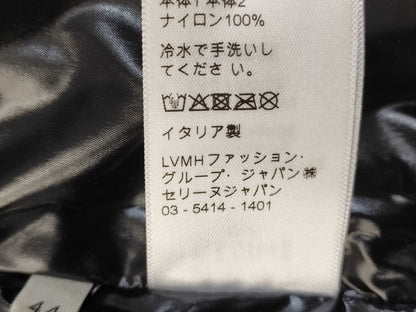 本体1 本体2
ナイロン100%
冷水で手洗いし
てくださ い。
イタリア製
LVMHファッション・
グループ・ジャパン㈱
セリーヌジャパン
03 - 5414 - 1401
44